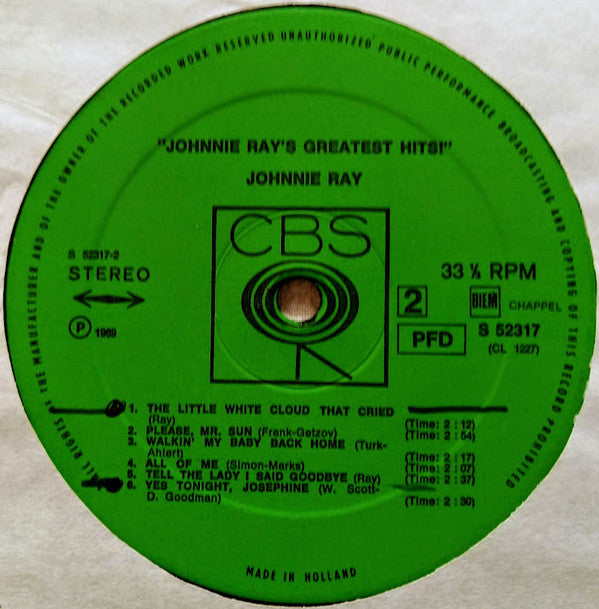 ALL RIGHTS OF THE MANUFACTURER AND OF THE OWNER OF THE RECORDED WORK RESERVED UNAUTHORIZED PUBLIC PERFORMANCE BROADCASTING AND COPYING OF THIS RECORD PROHIBITED
"JOHNNIE RAY'S GREATEST HITS!"
JOHNNIE RAY
CBS
S 52317-2
STEREO
℗ 1969
33 ⅓ RPM
2 BIEM CHAPPEL
PFD S 52317
(CL 1227)
1. THE LITTLE WHITE CLOUD THAT CRIED
(Ray) (Time: 2 : 12)
2. PLEASE, MR. SUN (Frank-Getzov) (Time: 2 : 54)
3. WALKIN' MY BABY BACK HOME (Turk-
Ahlert) (Time: 2 : 17)
4. ALL OF ME (Simon-Marks) (Time: 2 : 07)
5. TELL THE LADY I SAID GOODBYE (Ray) (Time: 2 : 37)
6. YES TONIGHT, JOSEPHINE (W. Scott-
D. Goodman) (Time: 2 : 30)
MADE IN HOLLAND